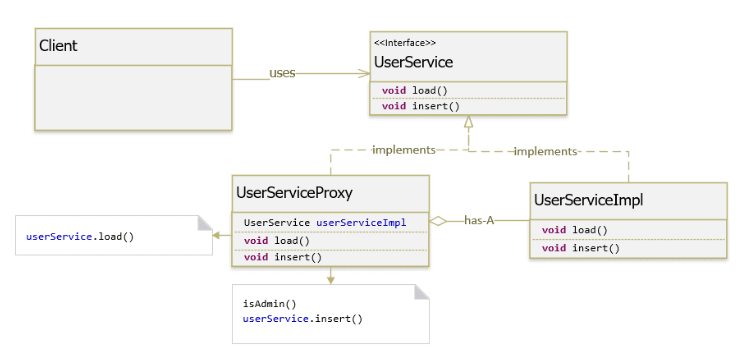 Client
<<Interface>>
UserService
void load()
void insert()
uses
implements
implements
UserServiceProxy
UserService userServiceImpl
void load()
void insert()
has-A
UserServiceImpl
void load()
void insert()
userService.load()
isAdmin()
userService.insert()